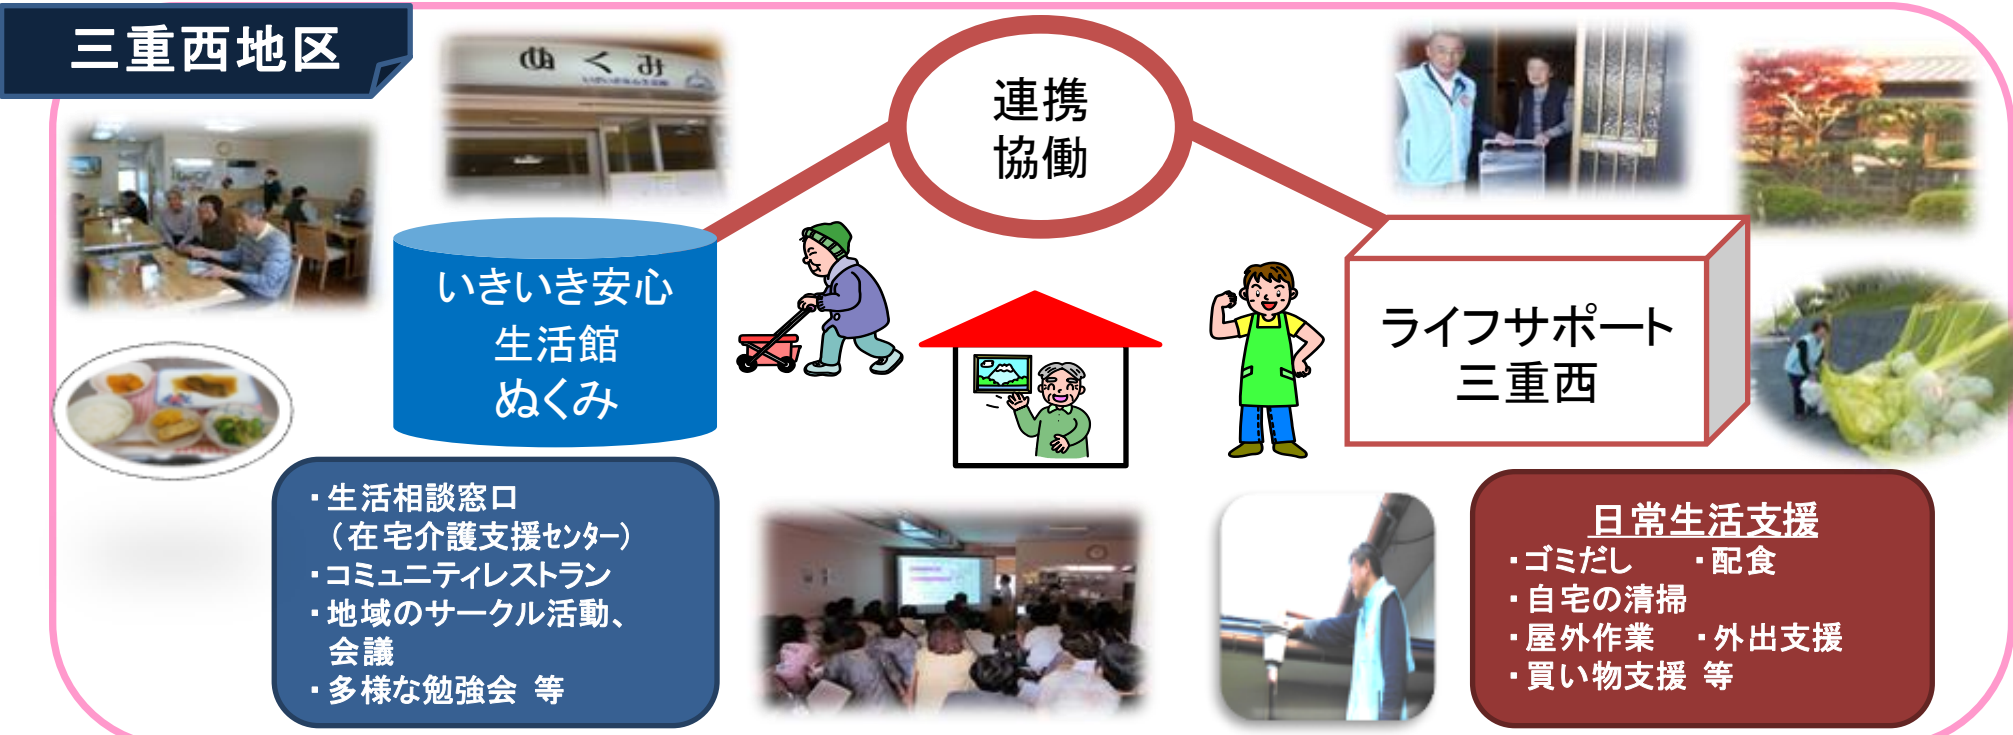 三重西地区
ぬくみ
連携
協働
いきいき安心
生活館
ぬくみ
ライフサポート
三重西
・生活相談窓口
（在宅介護支援センター）
・コミュニティレストラン
・地域のサークル活動、
会議
・多様な勉強会 等
日常生活支援
・ゴミだし ・配食
・自宅の清掃
・屋外作業 ・外出支援
・買い物支援 等